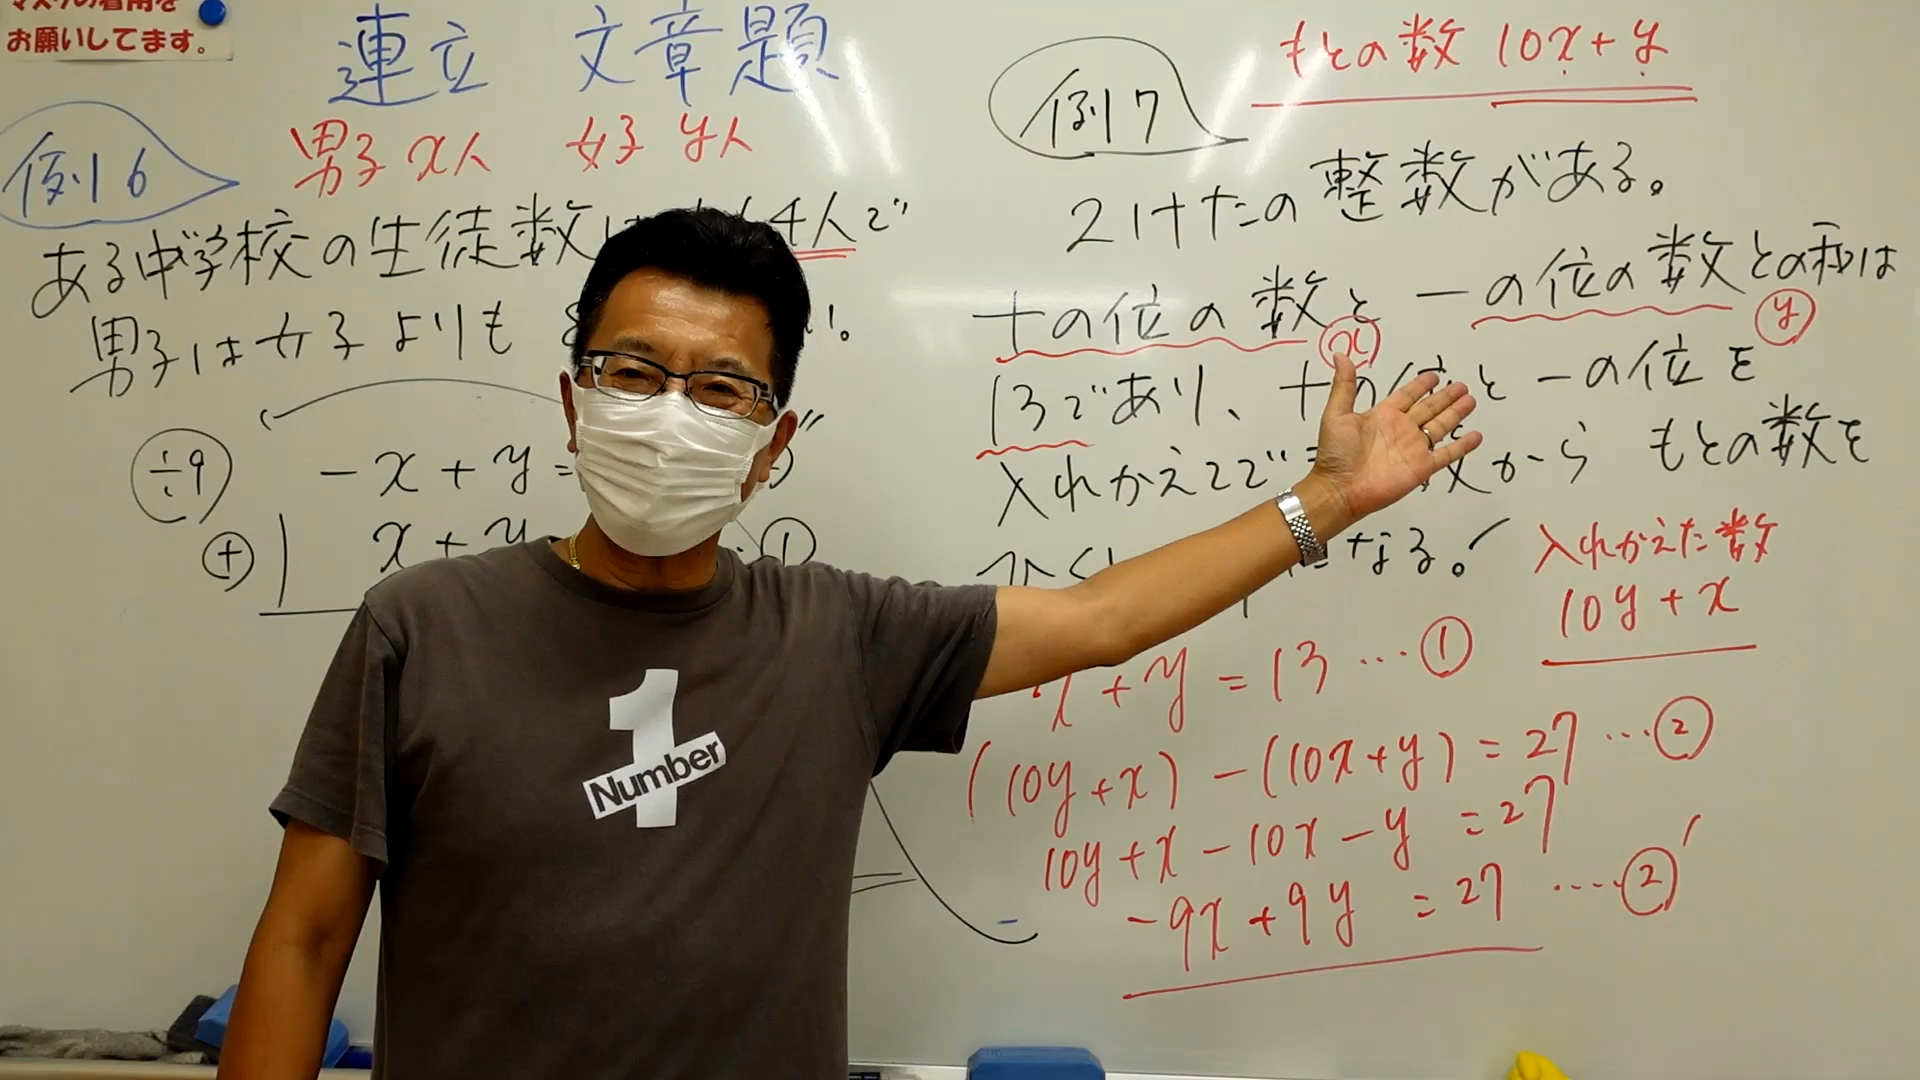 マスクの着用を
お願いしてます。
連立 文章題
例16
男子 x人 女子 y人
ある中学校の生徒数は 4人で
男子は女子よりも
÷9 -x+y=
+ x+y ①
例17
もとの数 10x+y
2けたの整数がある。
十の位の数と一の位の数との和は
x y
13であり、十の位と一の位を
入れかえてで 数から もとの数を
ひく なる。
入れかえた数
10y+x
x+y=13…①
(10y+x)-(10x+y)=27…②
10y+x-10x-y=27
-9x+9y=27……②′
1
Number